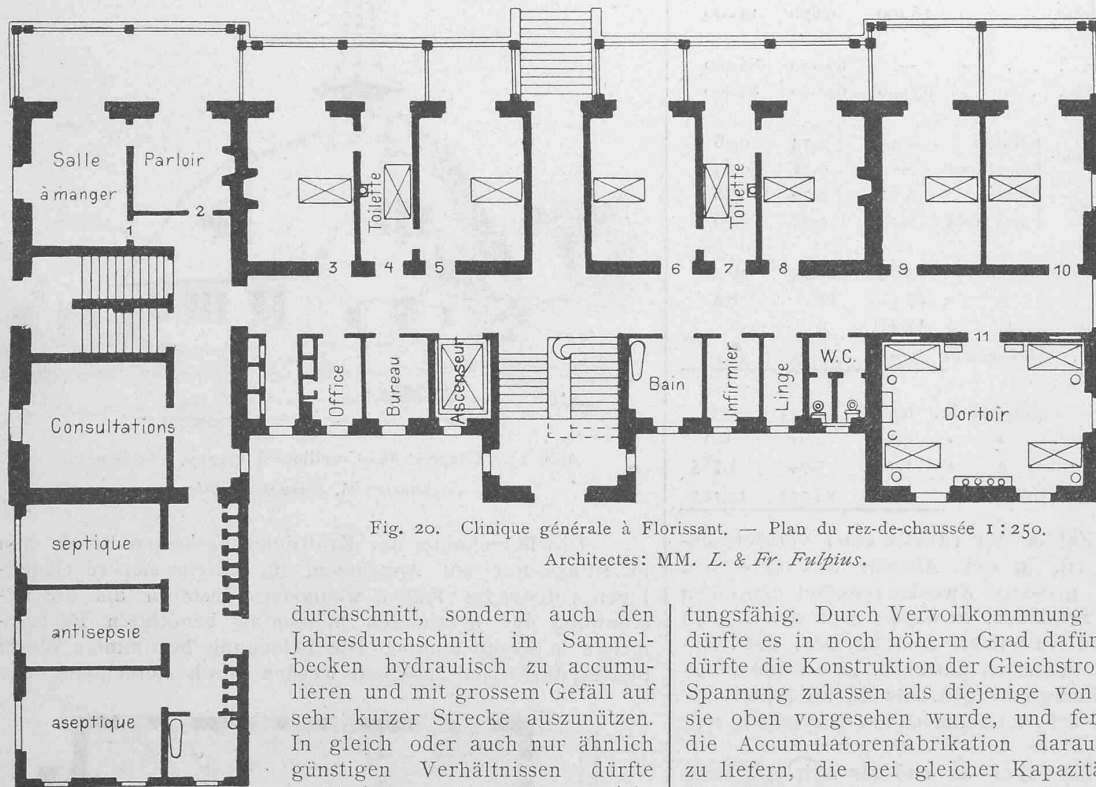 Salle
à manger
Parloir
2
1
Toilette
Toilette
3
4
5
6
7
8
9
10
11
Office
Bureau
Ascenseur
Bain
Infirmier
Linge
W.C.
Dortoir
Consultations
septique
antisepsie
aseptique
Fig. 20. Clinique générale à Florissant. — Plan du rez-de-chaussée 1 : 250.
Architectes: MM. L. & Fr. Fulpius.
durchschnitt, sondern auch den
Jahresdurchschnitt im Sammel-
becken hydraulisch zu accumu-
lieren und mit grossem Gefäll auf
sehr kurzer Strecke auszunützen.
In gleich oder auch nur ähnlich
günstigen Verhältnissen dürfte
tungsfähig. Durch Vervollkommnung
dürfte es in noch höherm Grad dafür
dürfte die Konstruktion der Gleichstro
Spannung zulassen als diejenige von
sie oben vorgesehen wurde, und fer
die Accumulatorenfabrikation darau
zu liefern, die bei gleicher Kapazitä